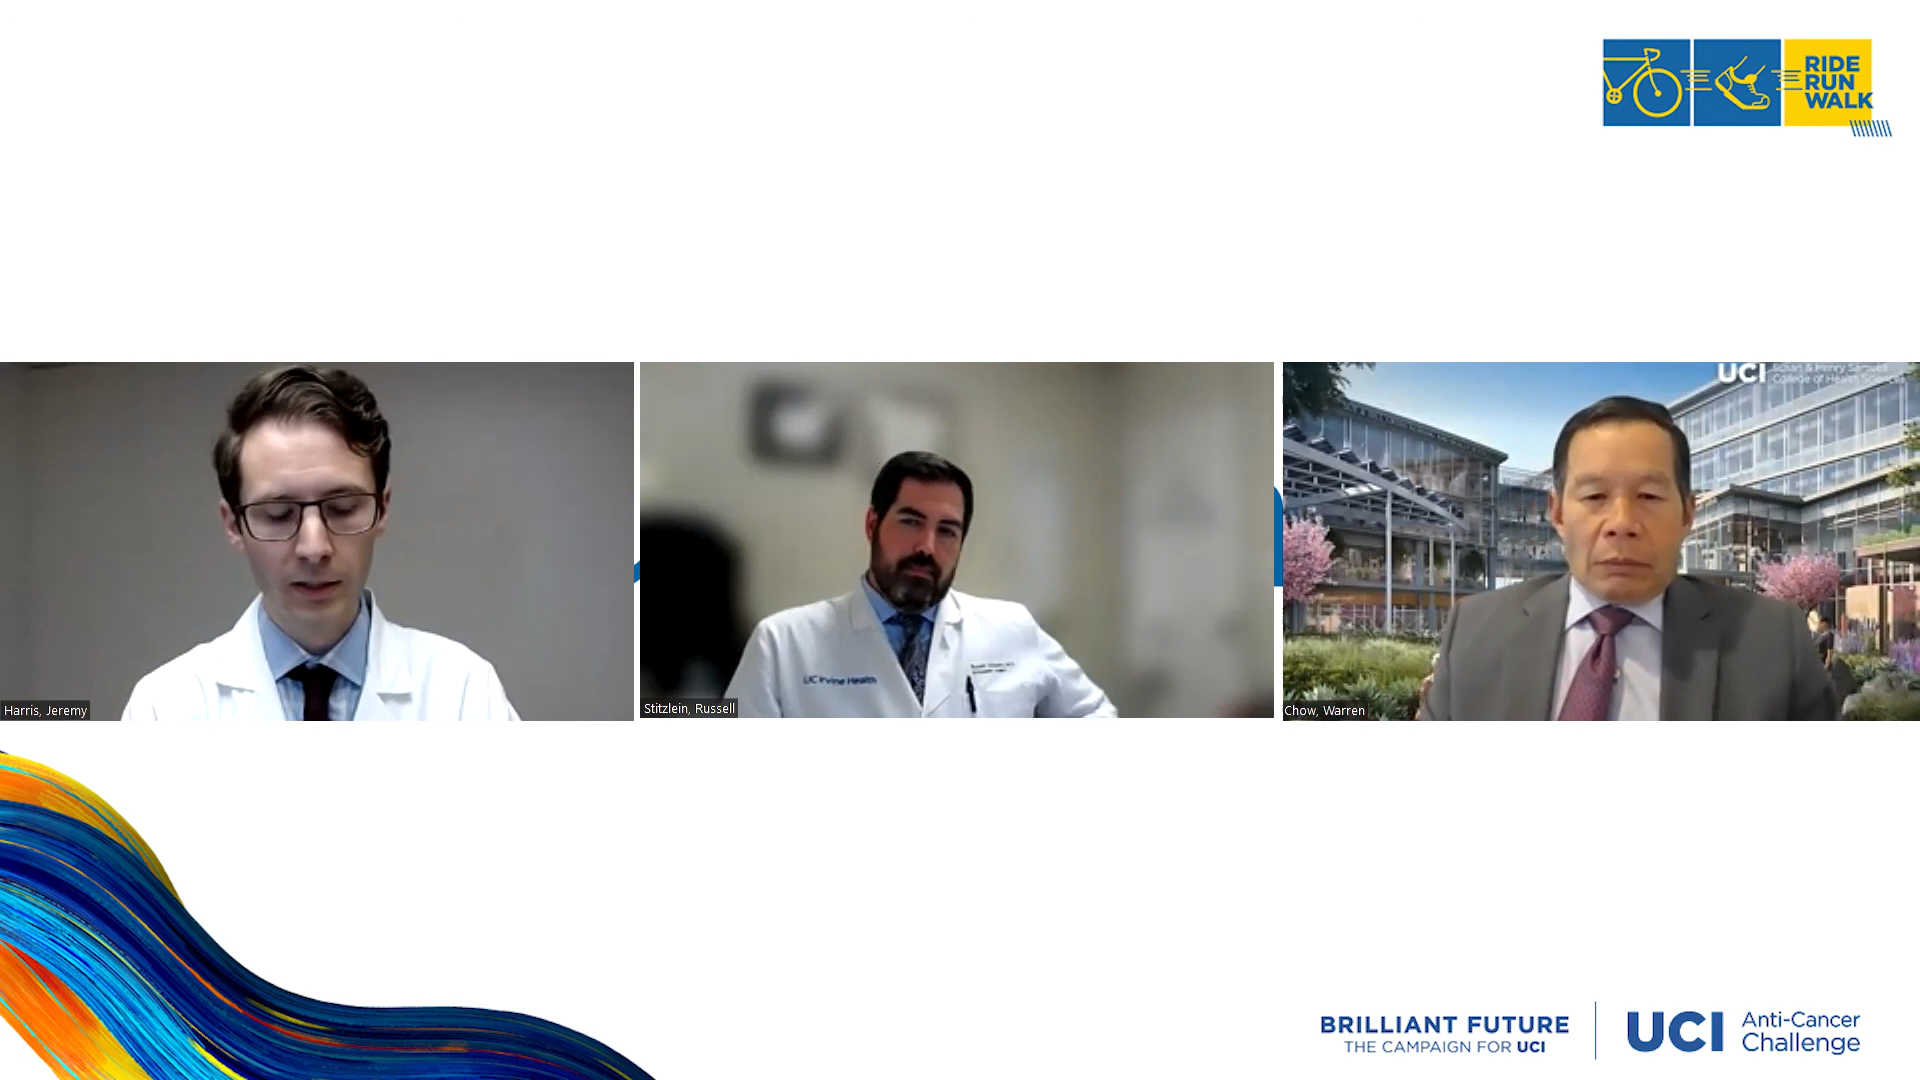 RIDE
RUN
WALK
UCI
Harris, Jeremy
Stitzlein, Russell
UC Irvine Health
Chow, Warren
BRILLIANT FUTURE
THE CAMPAIGN FOR UCI
UCI Anti-Cancer
Challenge